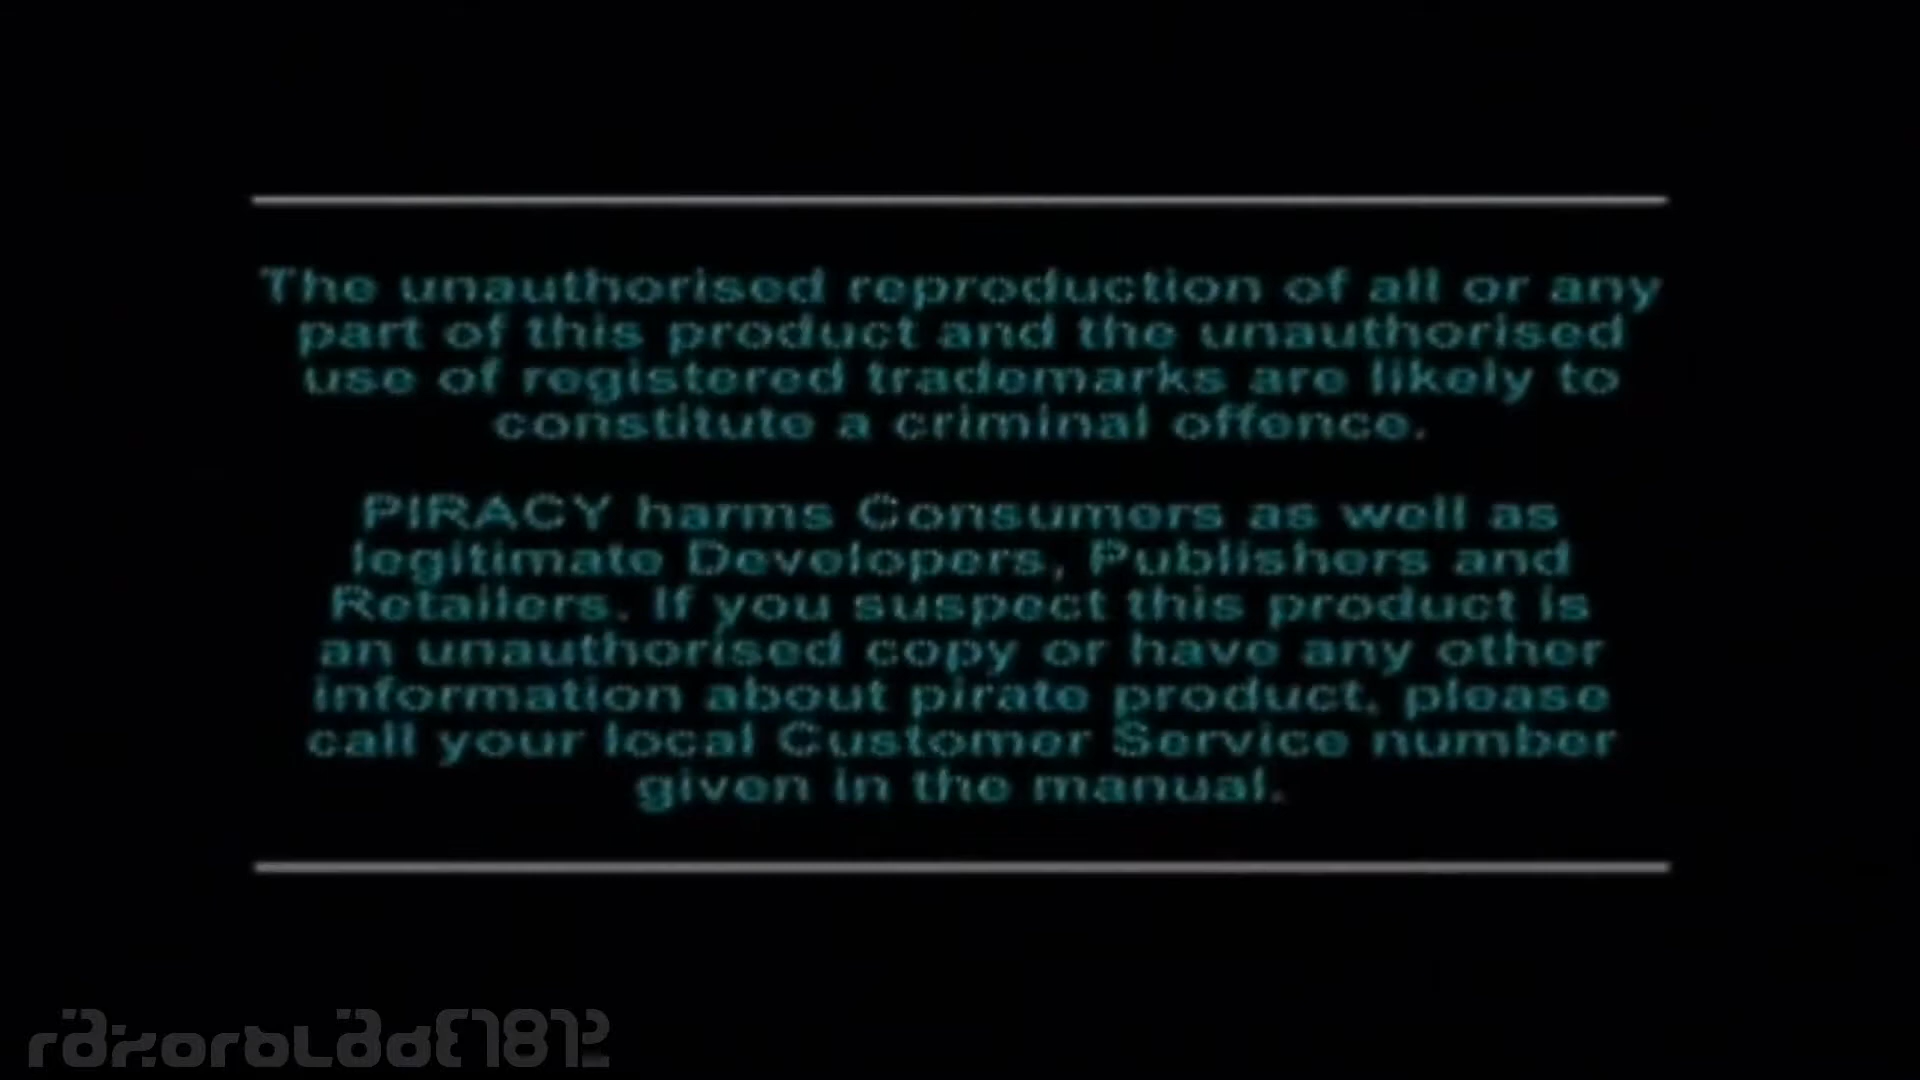 The unauthorised reproduction of all or any
part of this product and the unauthorised
use of registered trademarks are likely to
constitute a criminal offence.
PIRACY harms Consumers as well as
legitimate Developers, Publishers and
Retailers. If you suspect this product is
an unauthorised copy or have any other
information about pirate product, please
call your local Customer Service number
given in the manual.
razorbLadE1812